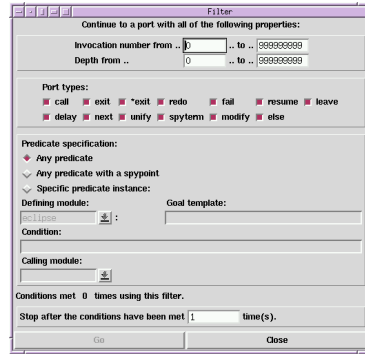 Filter
Continue to a port with all of the following properties:
Invocation number from .. 0 .. to .. 999999999
Depth from .. 0 .. to .. 999999999
Port types:
call exit *exit redo fail resume leave
delay next unify spyterm modify else
Predicate specification:
Any predicate
Any predicate with a spypoint
Specific predicate instance:
Defining module: Goal template:
eclipse :
Condition:
Calling module:
Conditions met 0 times using this filter.
Stop after the conditions have been met 1 time(s).
Go Close